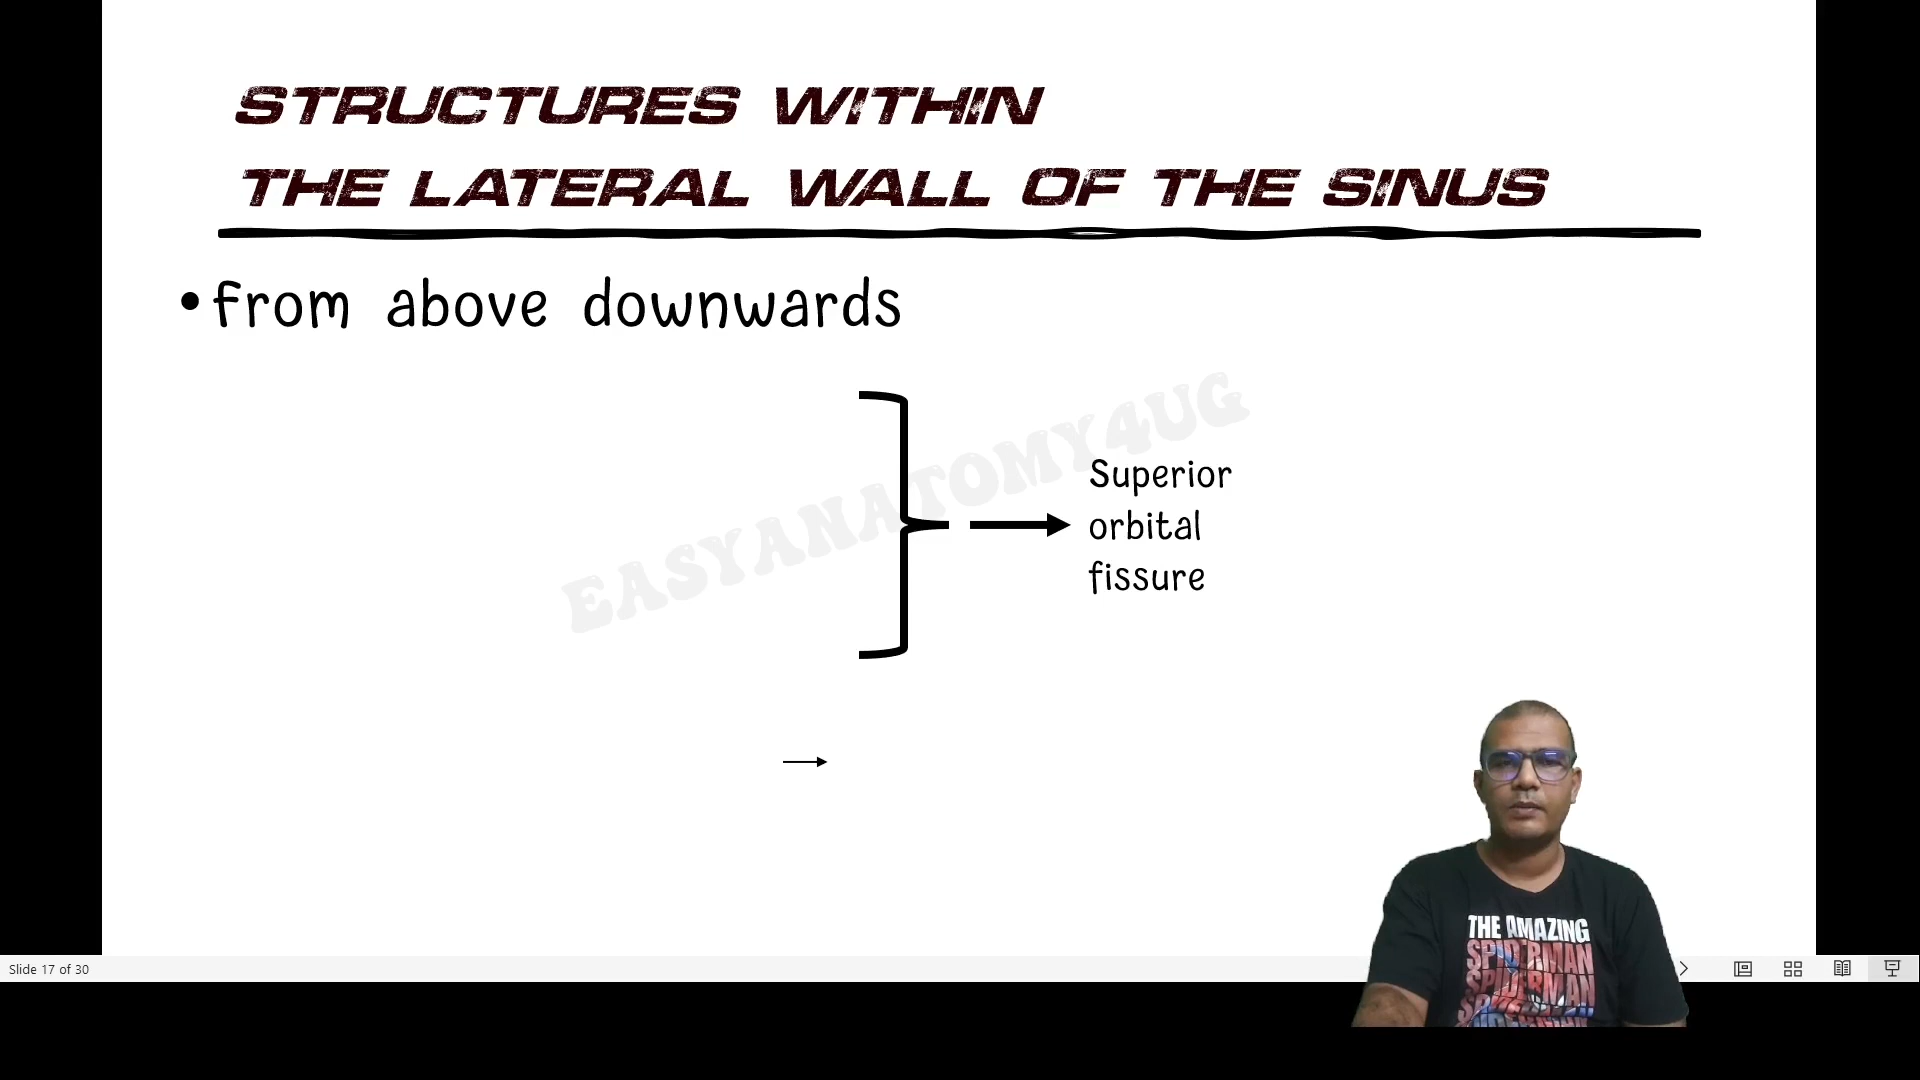 STRUCTURES WITHIN
THE LATERAL WALL OF THE SINUS
• from above downwards
EASYANATOMY4UG
Superior
orbital
fissure
THE AMAZING
SPIDERMAN
SPIDERMAN
Slide 17 of 30